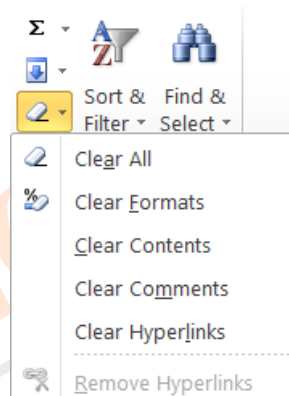 Σ
Sort & Find &
Filter Select
Clear All
Clear Formats
Clear Contents
Clear Comments
Clear Hyperlinks
Remove Hyperlinks